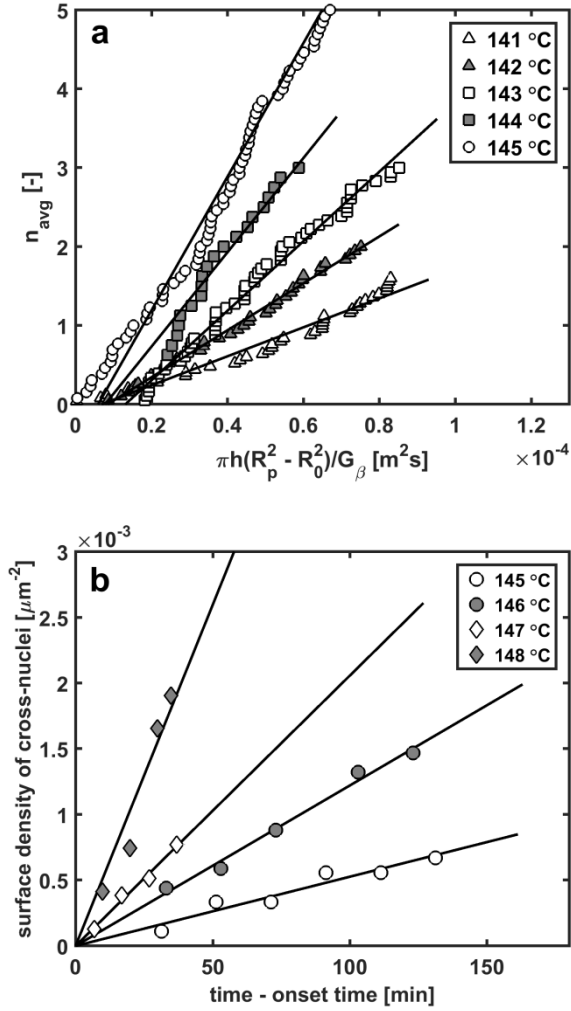 a
5
4
3
2
1
0
n_avg [-]
141 °C
142 °C
143 °C
144 °C
145 °C
0 0.2 0.4 0.6 0.8 1 1.2
×10^-4
πh(R_p^2 - R_0^2)/G_β [m^2s]
×10^-3
b
3
2.5
2
1.5
1
0.5
0
surface density of cross-nuclei [μm^-2]
145 °C
146 °C
147 °C
148 °C
0 50 100 150
time - onset time [min]